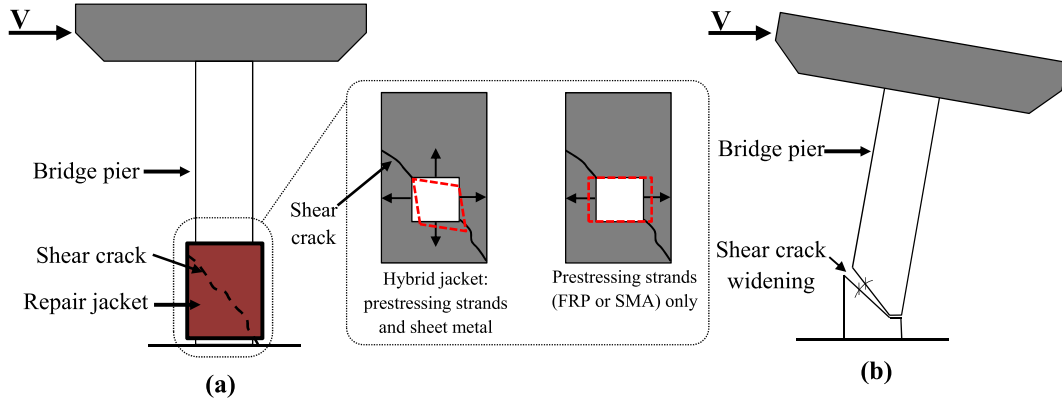 V
Bridge pier
Shear crack
Repair jacket
(a)
Shear
crack
Hybrid jacket:
prestressing strands
and sheet metal
Prestressing strands
(FRP or SMA) only
V
Bridge pier
Shear crack
widening
(b)